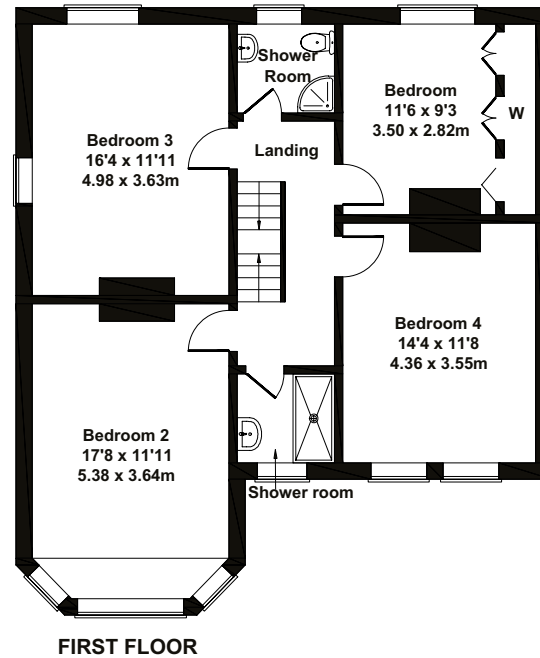 Shower
Room
Bedroom
11'6 x 9'3
3.50 x 2.82m
W
Bedroom 3
16'4 x 11'11
4.98 x 3.63m
Landing
Bedroom 4
14'4 x 11'8
4.36 x 3.55m
Bedroom 2
17'8 x 11'11
5.38 x 3.64m
Shower room
FIRST FLOOR